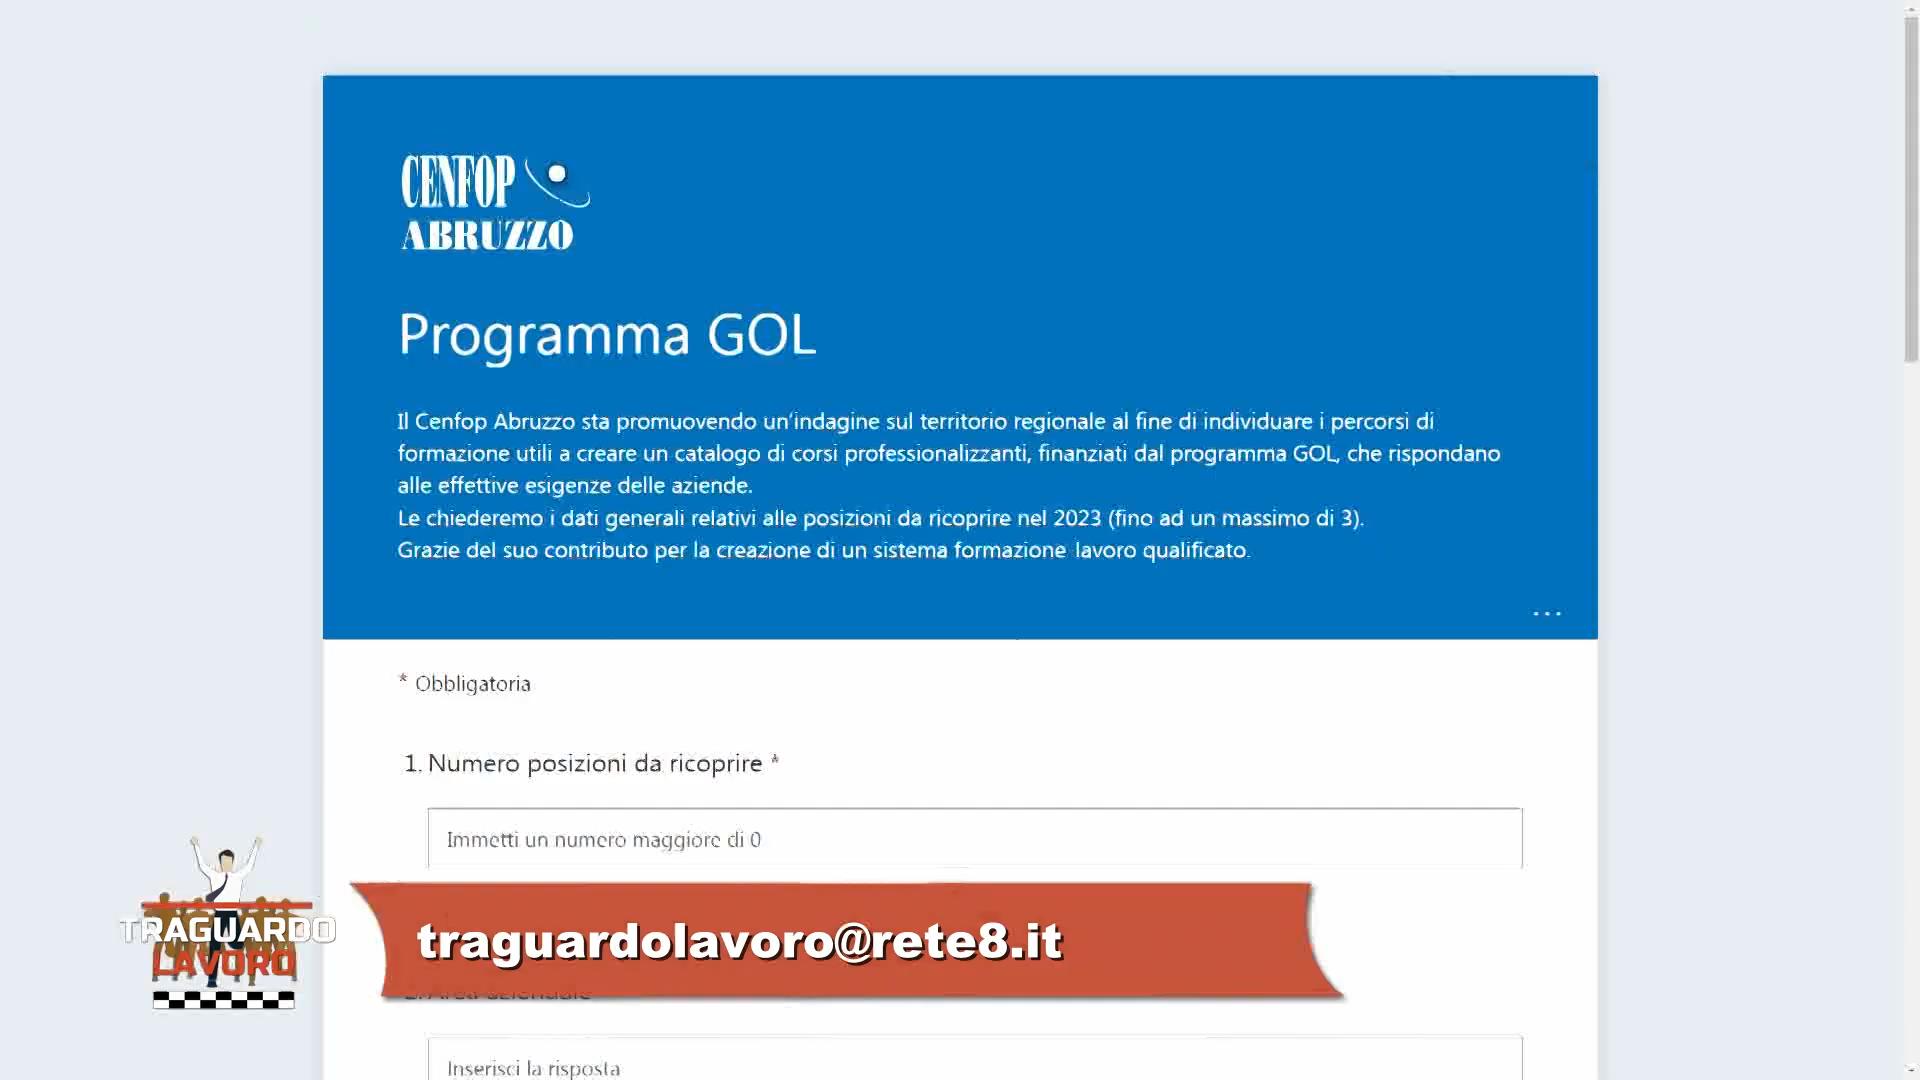 CENFOP
ABRUZZO
Programma GOL
Il Cenfop Abruzzo sta promuovendo un'indagine sul territorio regionale al fine di individuare i percorsi di
formazione utili a creare un catalogo di corsi professionalizzanti, finanziati dal programma GOL, che rispondano
alle effettive esigenze delle aziende.
Le chiederemo i dati generali relativi alle posizioni da ricoprire nel 2023 (fino ad un massimo di 3).
Grazie del suo contributo per la creazione di un sistema formazione lavoro qualificato.
...
* Obbligatoria
1. Numero posizioni da ricoprire *
Immetti un numero maggiore di 0
TRAGUARDO
LAVORO
traguardolavoro@rete8.it
Inserisci la risposta